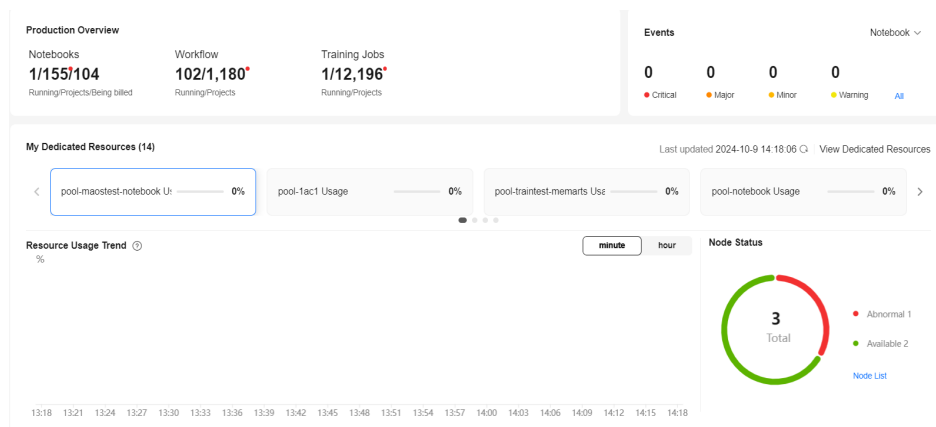 Production Overview
Notebooks
1/155/104
Running/Projects/Being billed
Workflow
102/1,180
Running/Projects
Training Jobs
1/12,196
Running/Projects
Events
Notebook
0
Critical
0
Major
0
Minor
0
Warning
All
My Dedicated Resources (14)
Last updated 2024-10-9 14:18:06
View Dedicated Resources
pool-maostest-notebook Us 0%
pool-1ac1 Usage 0%
pool-traintest-memarts Usa 0%
pool-notebook Usage 0%
Resource Usage Trend ?
minute
hour
%
13:18 13:21 13:24 13:27 13:30 13:33 13:36 13:39 13:42 13:45 13:48 13:51 13:54 13:57 14:00 14:03 14:06 14:09 14:12 14:15 14:18
Node Status
3
Total
Abnormal 1
Available 2
Node List